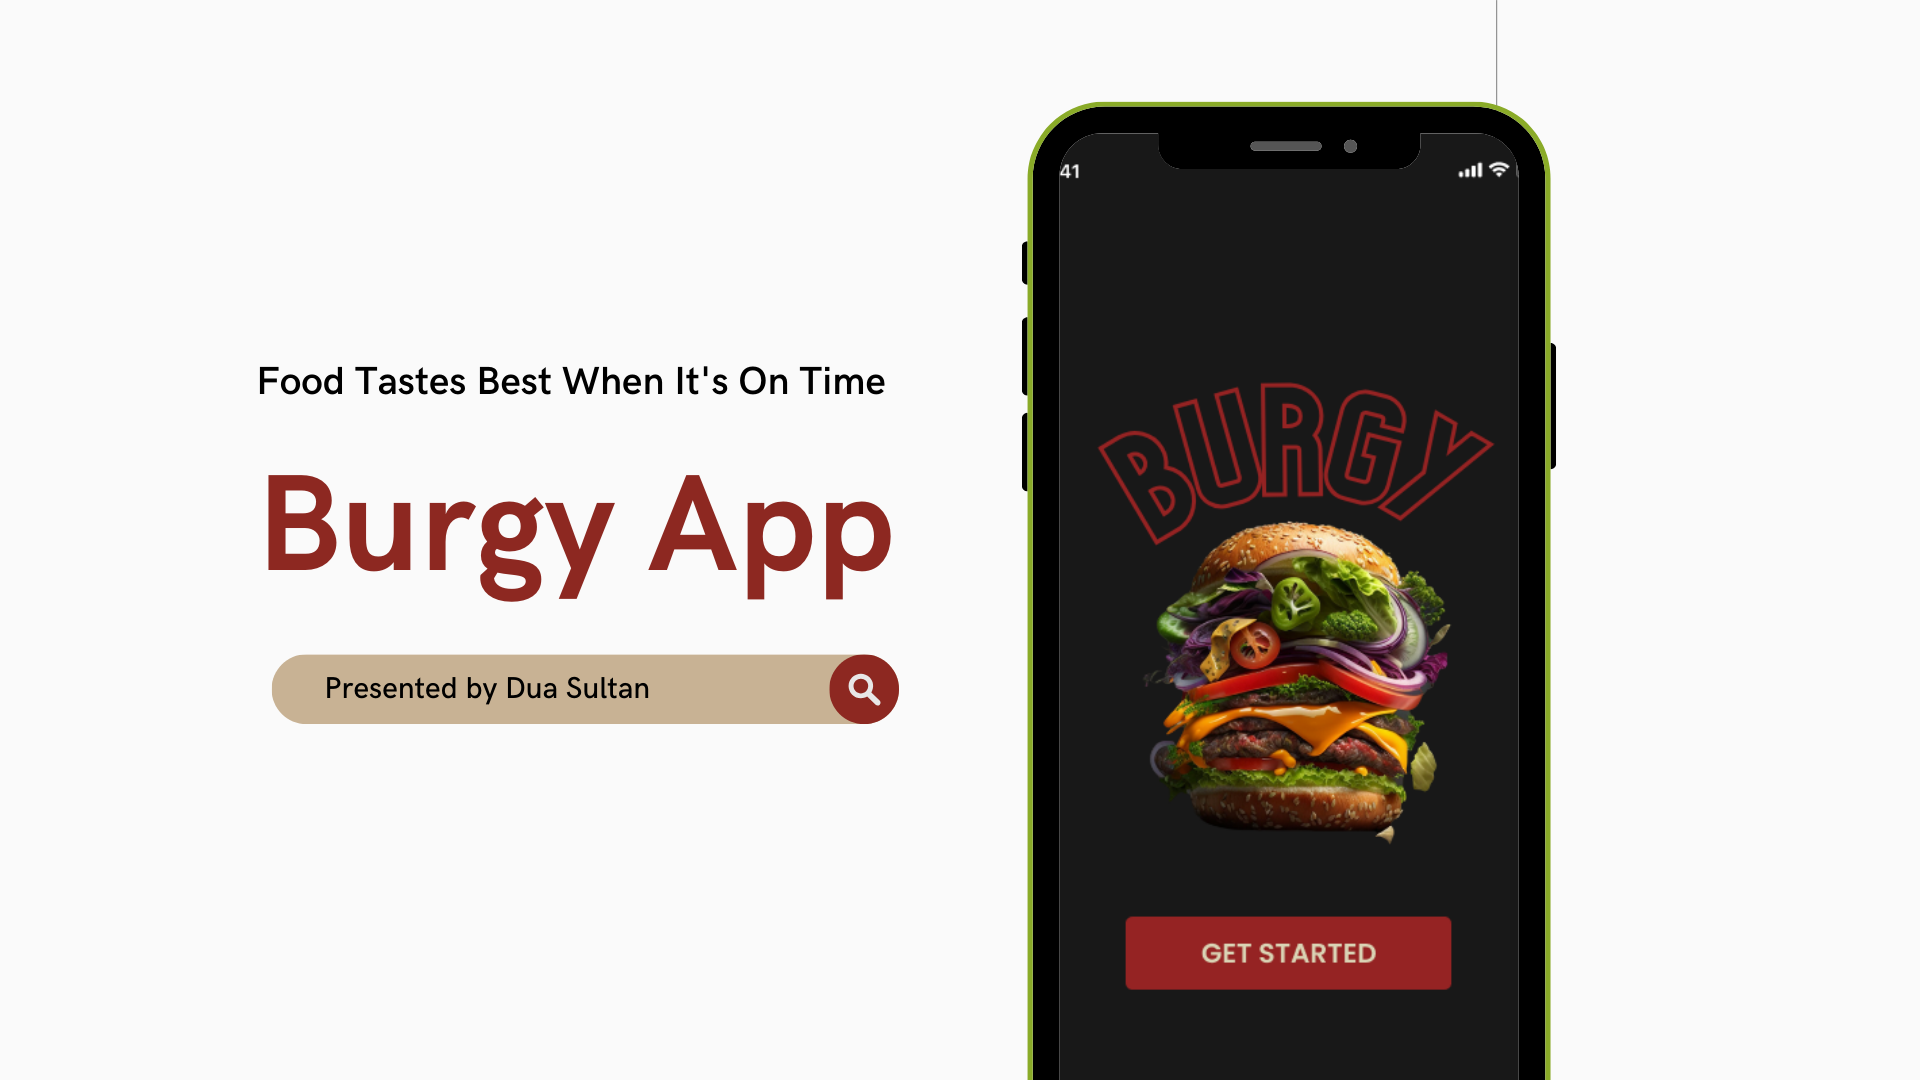 Food Tastes Best When It's On Time
Burgy App
Presented by Dua Sultan
41
BURGY
GET STARTED